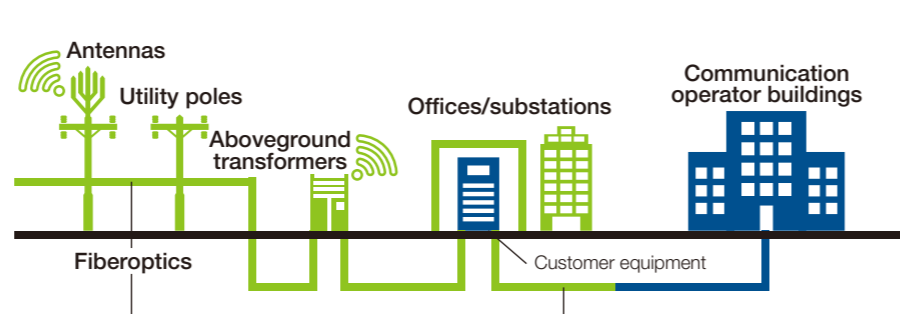 Antennas
Utility poles
Aboveground
transformers
Offices/substations
Communication
operator buildings
Fiberoptics
Customer equipment